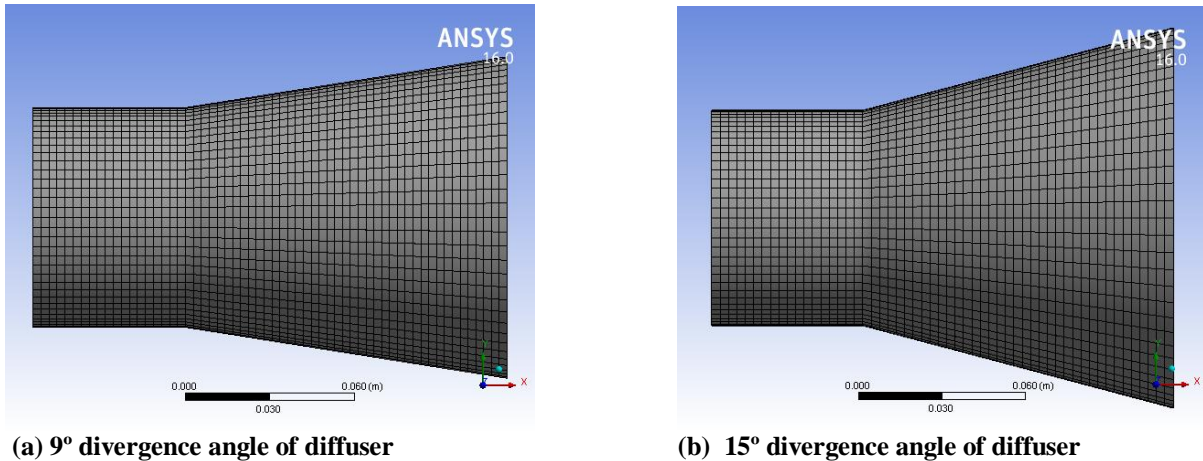 ANSYS
16.0
Y
Z
X
0.000
0.060 (m)
0.030
ANSYS
16.0
Y
Z
X
0.000
0.060 (m)
0.030
(a) 9º divergence angle of diffuser
(b) 15º divergence angle of diffuser